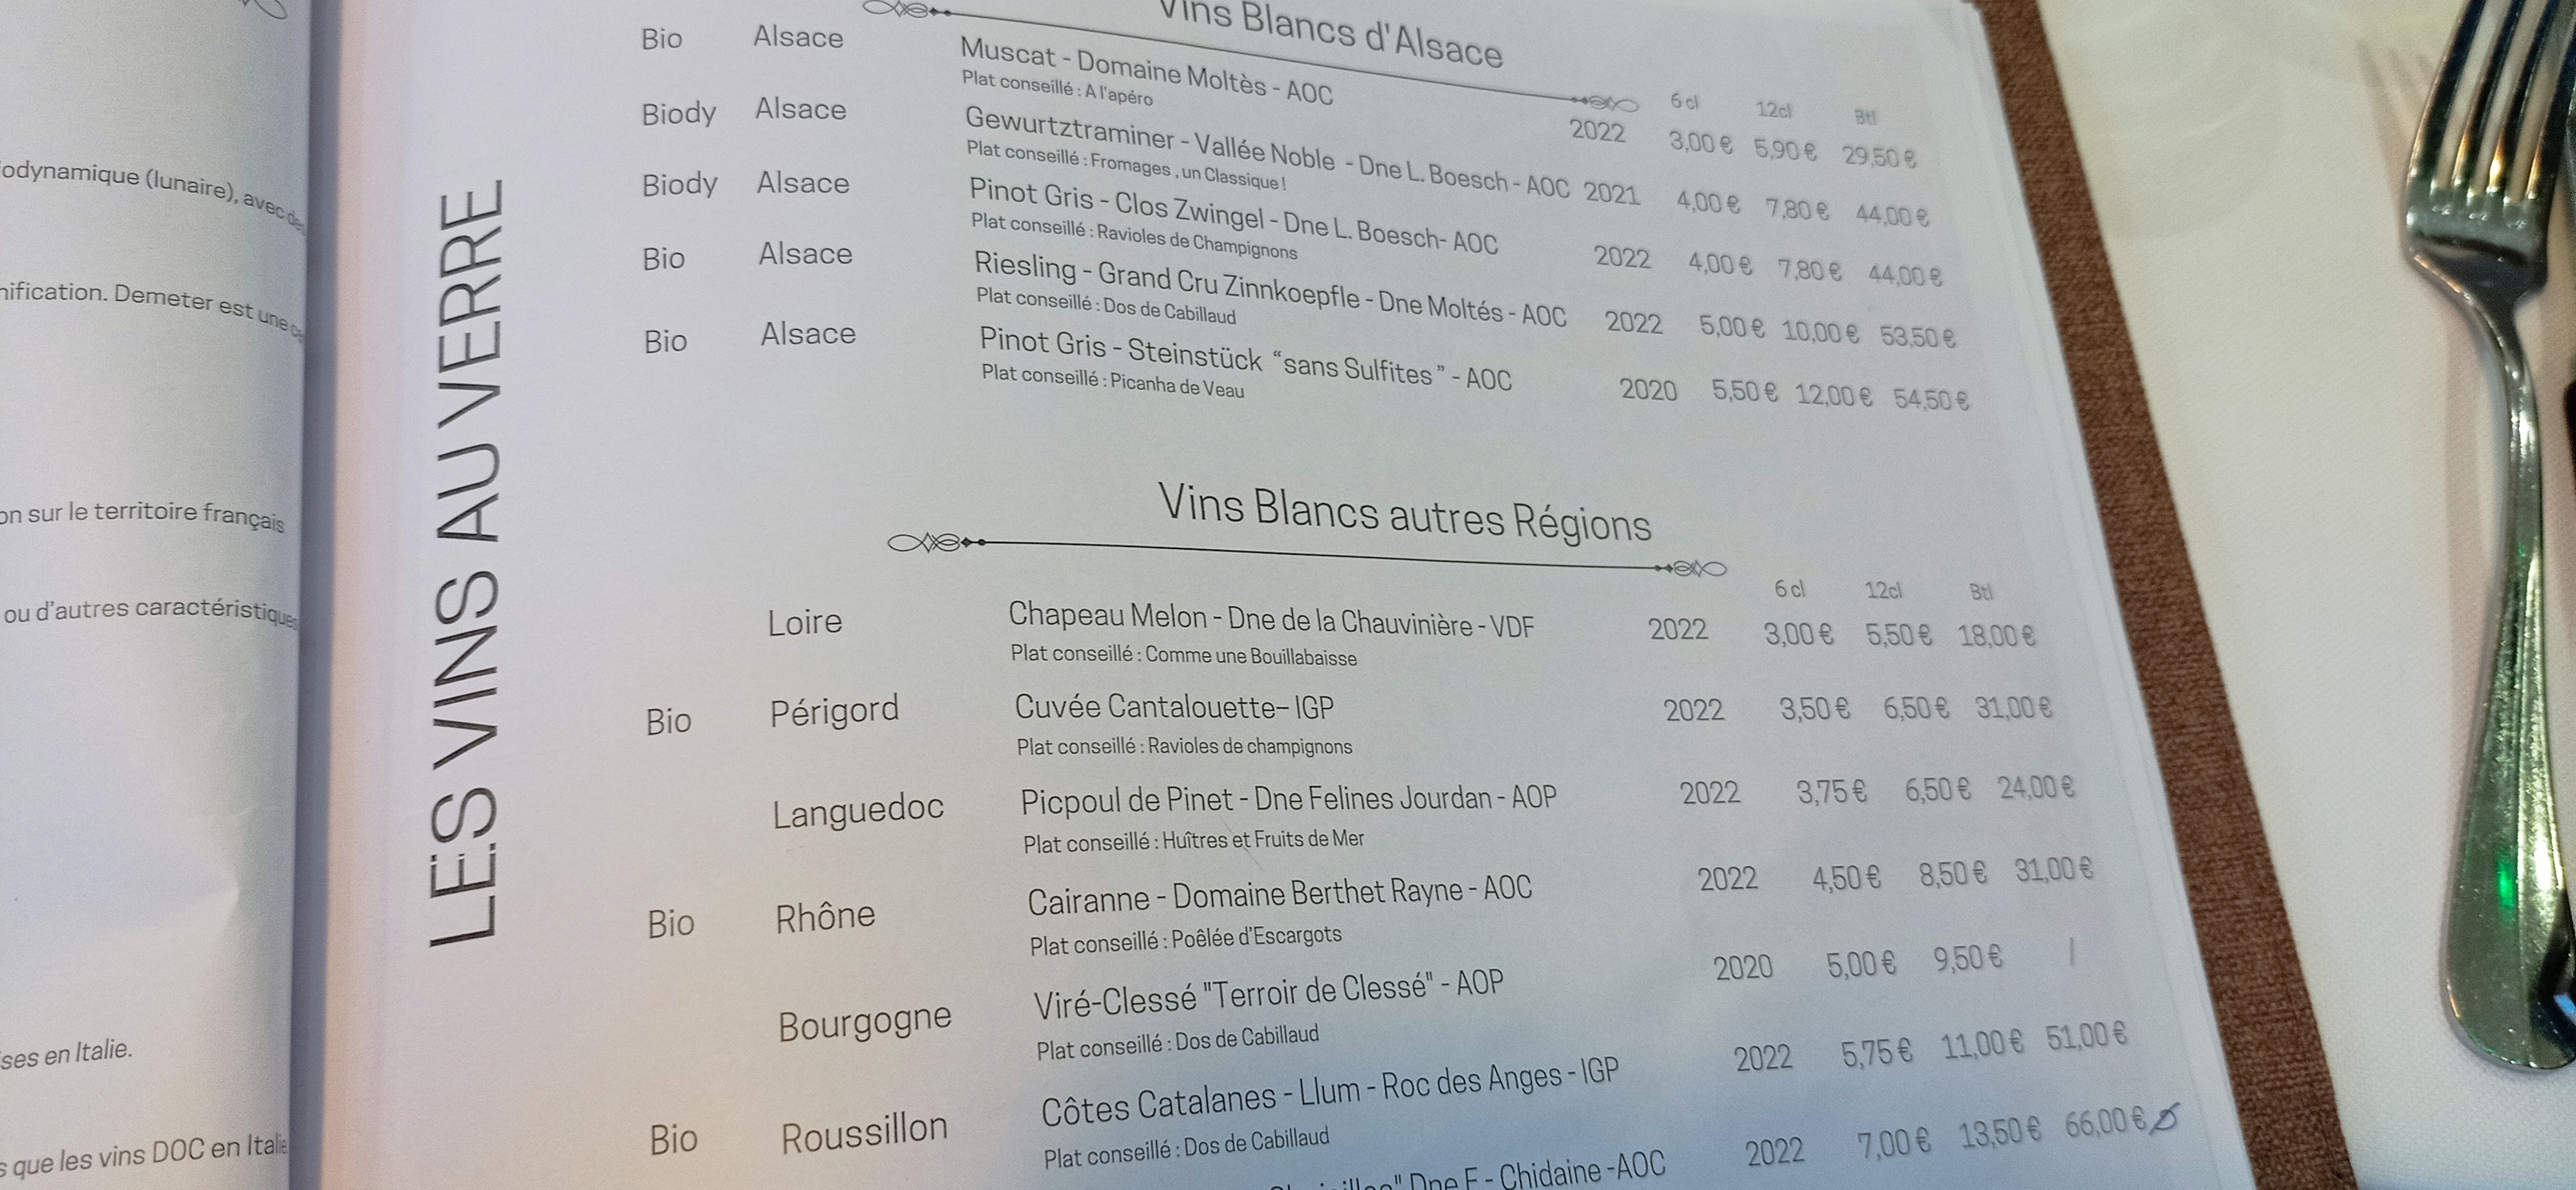 iodynamique (lunaire), avec
nification. Demeter est une
on sur le territoire français
ou d'autres caractéristiques
ses en Italie.
s que les vins DOC en Italie
LES VINS AU VERRE
Vins Blancs d'Alsace
6 cl 12cl Btl
Bio Alsace Muscat - Domaine Moltès - AOC 2022 3,00 € 5,90 € 29,50 €
Plat conseillé : A l'apéro
Biody Alsace Gewurtztraminer - Vallée Noble - Dne L. Boesch - AOC 2021 4,00 € 7,80 € 44,00 €
Plat conseillé : Fromages , un Classique !
Biody Alsace Pinot Gris - Clos Zwingel - Dne L. Boesch- AOC 2022 4,00 € 7,80 € 44,00 €
Plat conseillé : Ravioles de Champignons
Bio Alsace Riesling - Grand Cru Zinnkoepfle - Dne Moltés - AOC 2022 5,00 € 10,00 € 53,50 €
Plat conseillé : Dos de Cabillaud
Bio Alsace Pinot Gris - Steinstück “sans Sulfites” - AOC 2020 5,50 € 12,00 € 54,50 €
Plat conseillé : Picanha de Veau
Vins Blancs autres Régions
6 cl 12cl Btl
Loire Chapeau Melon - Dne de la Chauvinière - VDF 2022 3,00 € 5,50 € 18,00 €
Plat conseillé : Comme une Bouillabaisse
Bio Périgord Cuvée Cantalouette– IGP 2022 3,50 € 6,50 € 31,00 €
Plat conseillé : Ravioles de champignons
Languedoc Picpoul de Pinet - Dne Felines Jourdan - AOP 2022 3,75 € 6,50 € 24,00 €
Plat conseillé : Huîtres et Fruits de Mer
Bio Rhône Cairanne - Domaine Berthet Rayne - AOC 2022 4,50 € 8,50 € 31,00 €
Plat conseillé : Poêlée d'Escargots
Bourgogne Viré-Clessé "Terroir de Clessé" - AOP 2020 5,00 € 9,50 € /
Plat conseillé : Dos de Cabillaud
Bio Roussillon Côtes Catalanes - Llum - Roc des Anges - IGP 2022 5,75 € 11,00 € 51,00 €
Plat conseillé : Dos de Cabillaud
Dne F - Chidaine -AOC 2022 7,00 € 13,50 € 66,00 €